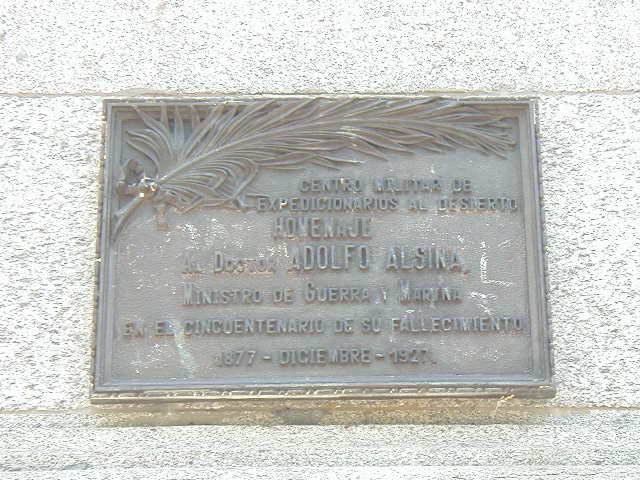 CENTRO MILITAR DE
EXPEDICIONARIOS AL DESIERTO
HOMENAJE
AL DOCTOR ADOLFO ALSINA,
MINISTRO DE GUERRA Y MARINA
EN EL CINCUENTENARIO DE SU FALLECIMIENTO
1877 - DICIEMBRE - 1927.